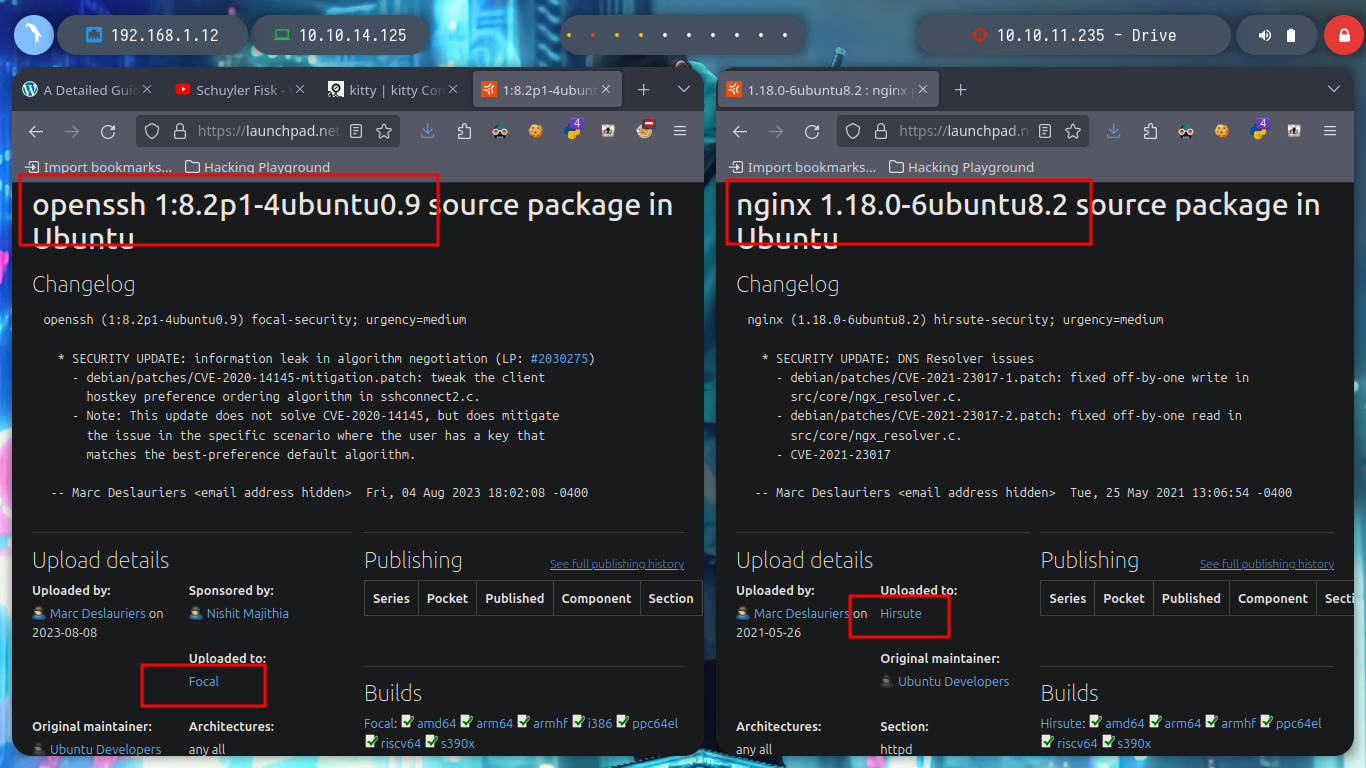 192.168.1.12
10.10.14.125
10.10.11.235 - Drive
A Detailed Guid
Schuyler Fisk -
kitty | kitty Con
1:8.2p1-4ubunt
https://launchpad.net
Import bookmarks...
Hacking Playground
4
openssh 1:8.2p1-4ubuntu0.9 source package in
Ubuntu
Changelog
openssh (1:8.2p1-4ubuntu0.9) focal-security; urgency=medium
* SECURITY UPDATE: information leak in algorithm negotiation (LP: #2030275)
- debian/patches/CVE-2020-14145-mitigation.patch: tweak the client
hostkey preference ordering algorithm in sshconnect2.c.
- Note: This update does not solve CVE-2020-14145, but does mitigate
the issue in the specific scenario where the user has a key that
matches the best-preference default algorithm.
-- Marc Deslauriers <email address hidden>  Fri, 04 Aug 2023 18:02:08 -0400
Upload details
Uploaded by:
Marc Deslauriers on
2023-08-08
Sponsored by:
Nishit Majithia
Uploaded to:
Focal
Original maintainer:
Ubuntu Developers
Architectures:
any all
Publishing
See full publishing history
Series Pocket Published Component Section
Builds
Focal: amd64 arm64 armhf i386 ppc64el
riscv64 s390x
1.18.0-6ubuntu8.2 : nginx
https://launchpad.n
4
Import bookmarks...
Hacking Playground
nginx 1.18.0-6ubuntu8.2 source package in
Ubuntu
Changelog
nginx (1.18.0-6ubuntu8.2) hirsute-security; urgency=medium
* SECURITY UPDATE: DNS Resolver issues
- debian/patches/CVE-2021-23017-1.patch: fixed off-by-one write in
src/core/ngx_resolver.c.
- debian/patches/CVE-2021-23017-2.patch: fixed off-by-one read in
src/core/ngx_resolver.c.
- CVE-2021-23017
-- Marc Deslauriers <email address hidden>  Tue, 25 May 2021 13:06:54 -0400
Upload details
Uploaded by:
Marc Deslauriers on
2021-05-26
Uploaded to:
Hirsute
Original maintainer:
Ubuntu Developers
Architectures:
any all
Section:
httpd
Publishing
See full publishing history
Series Pocket Published Component Secti
Builds
Hirsute: amd64 arm64 armhf ppc64el
riscv64 s390x